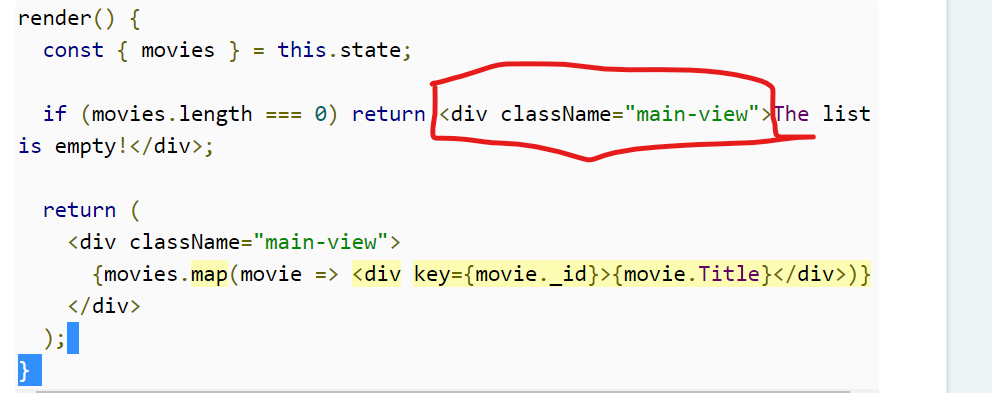 render() {
const { movies } = this.state;
if (movies.length === 0) return <div className="main-view">The list
is empty!</div>;
return (
<div className="main-view">
{movies.map(movie => <div key={movie._id}>{movie.Title}</div>)}
</div>
);
}